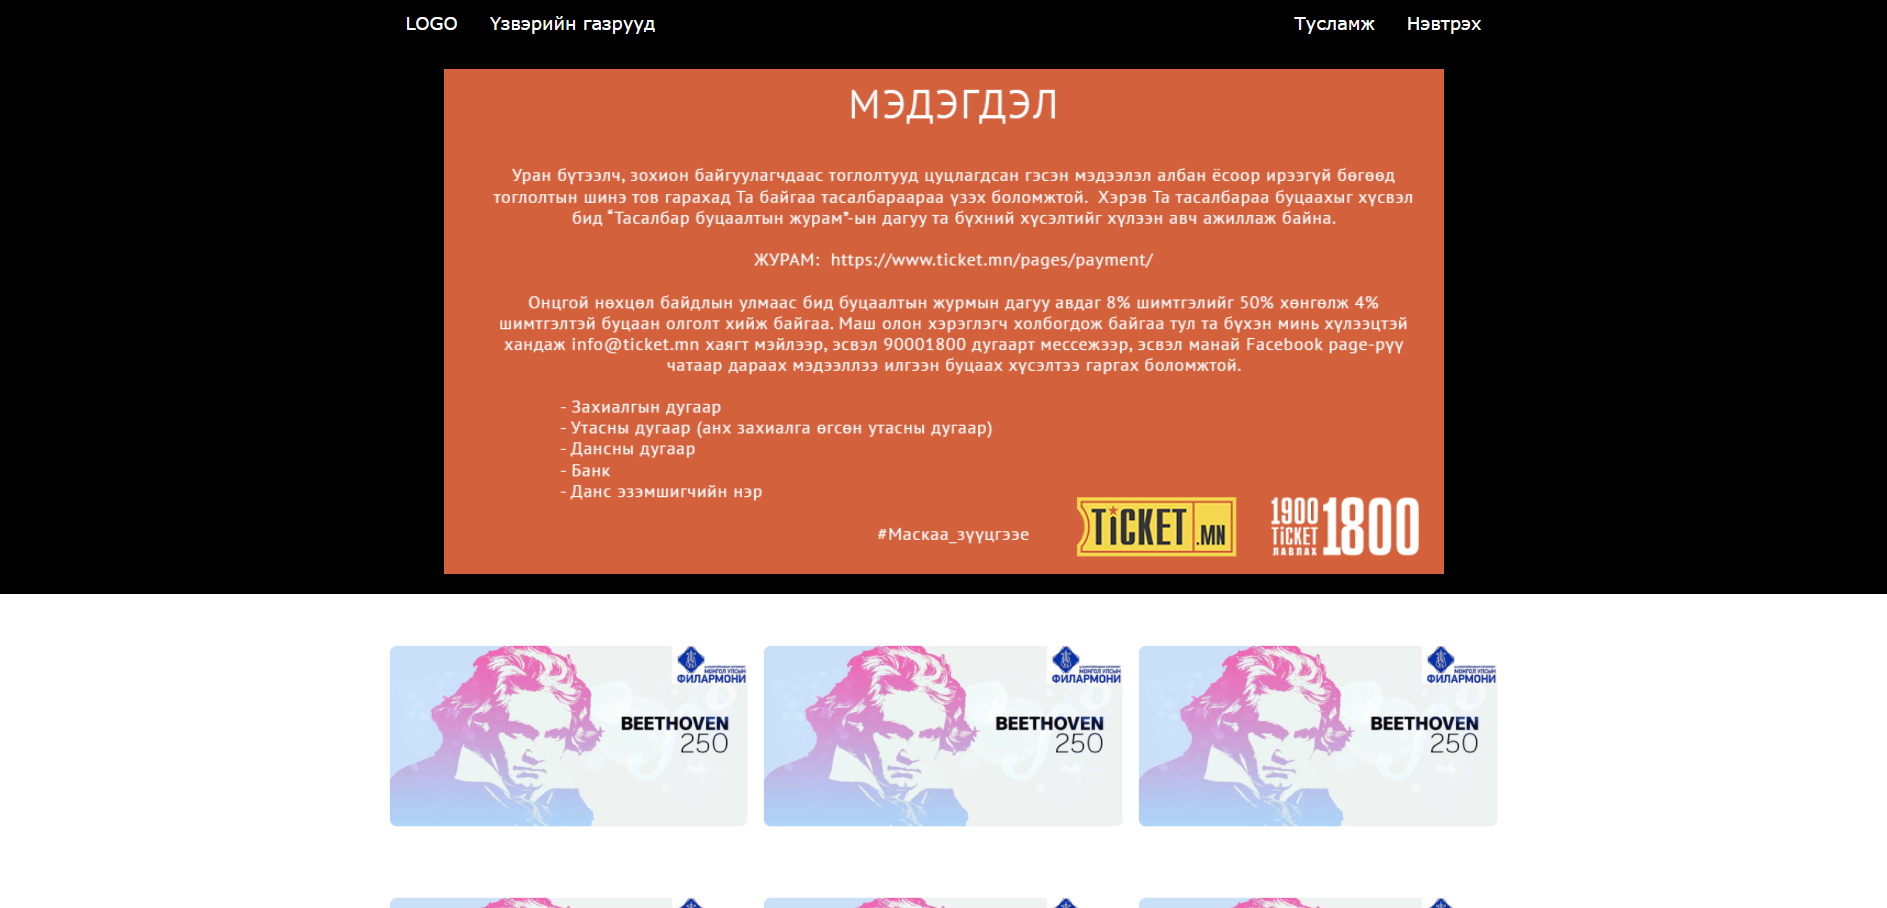 LOGO Үзвэрийн газрууд Тусламж Нэвтрэх
МЭДЭГДЭЛ
Уран бүтээлч, зохион байгуулагчдаас тоглолтууд цуцлагдсан гэсэн мэдээлэл албан ёсоор ирээгүй бөгөөд
тоглолтын шинэ тов гарахад Та байгаа тасалбараараа үзэх боломжтой. Хэрэв Та тасалбараа буцаахыг хүсвэл
бид “Тасалбар буцаалтын журам”-ын дагуу та бүхний хүсэлтийг хүлээн авч ажиллаж байна.
ЖУРАМ: https://www.ticket.mn/pages/payment/
Онцгой нөхцөл байдлын улмаас бид буцаалтын журмын дагуу авдаг 8% шимтгэлийг 50% хөнгөлж 4%
шимтгэлтэй буцаан олголт хийж байгаа. Маш олон хэрэглэгч холбогдож байгаа тул та бүхэн минь хүлээцтэй
хандаж info@ticket.mn хаягт мэйлээр, эсвэл 90001800 дугаарт мессежээр, эсвэл манай Facebook page-рүү
чатаар дараах мэдээллээ илгээн буцаах хүсэлтээ гаргах боломжтой.
- Захиалгын дугаар
- Утасны дугаар (анх захиалга өгсөн утасны дугаар)
- Дансны дугаар
- Банк
- Данс эзэмшигчийн нэр
#Маскаа_зүүцгээе
TiCKET.MN
1900
TiCKET
ЛАВЛАХ
1800
МОНГОЛ УЛСЫН
ФИЛАРМОНИ
BEETHOVEN
250
МОНГОЛ УЛСЫН
ФИЛАРМОНИ
BEETHOVEN
250
МОНГОЛ УЛСЫН
ФИЛАРМОНИ
BEETHOVEN
250